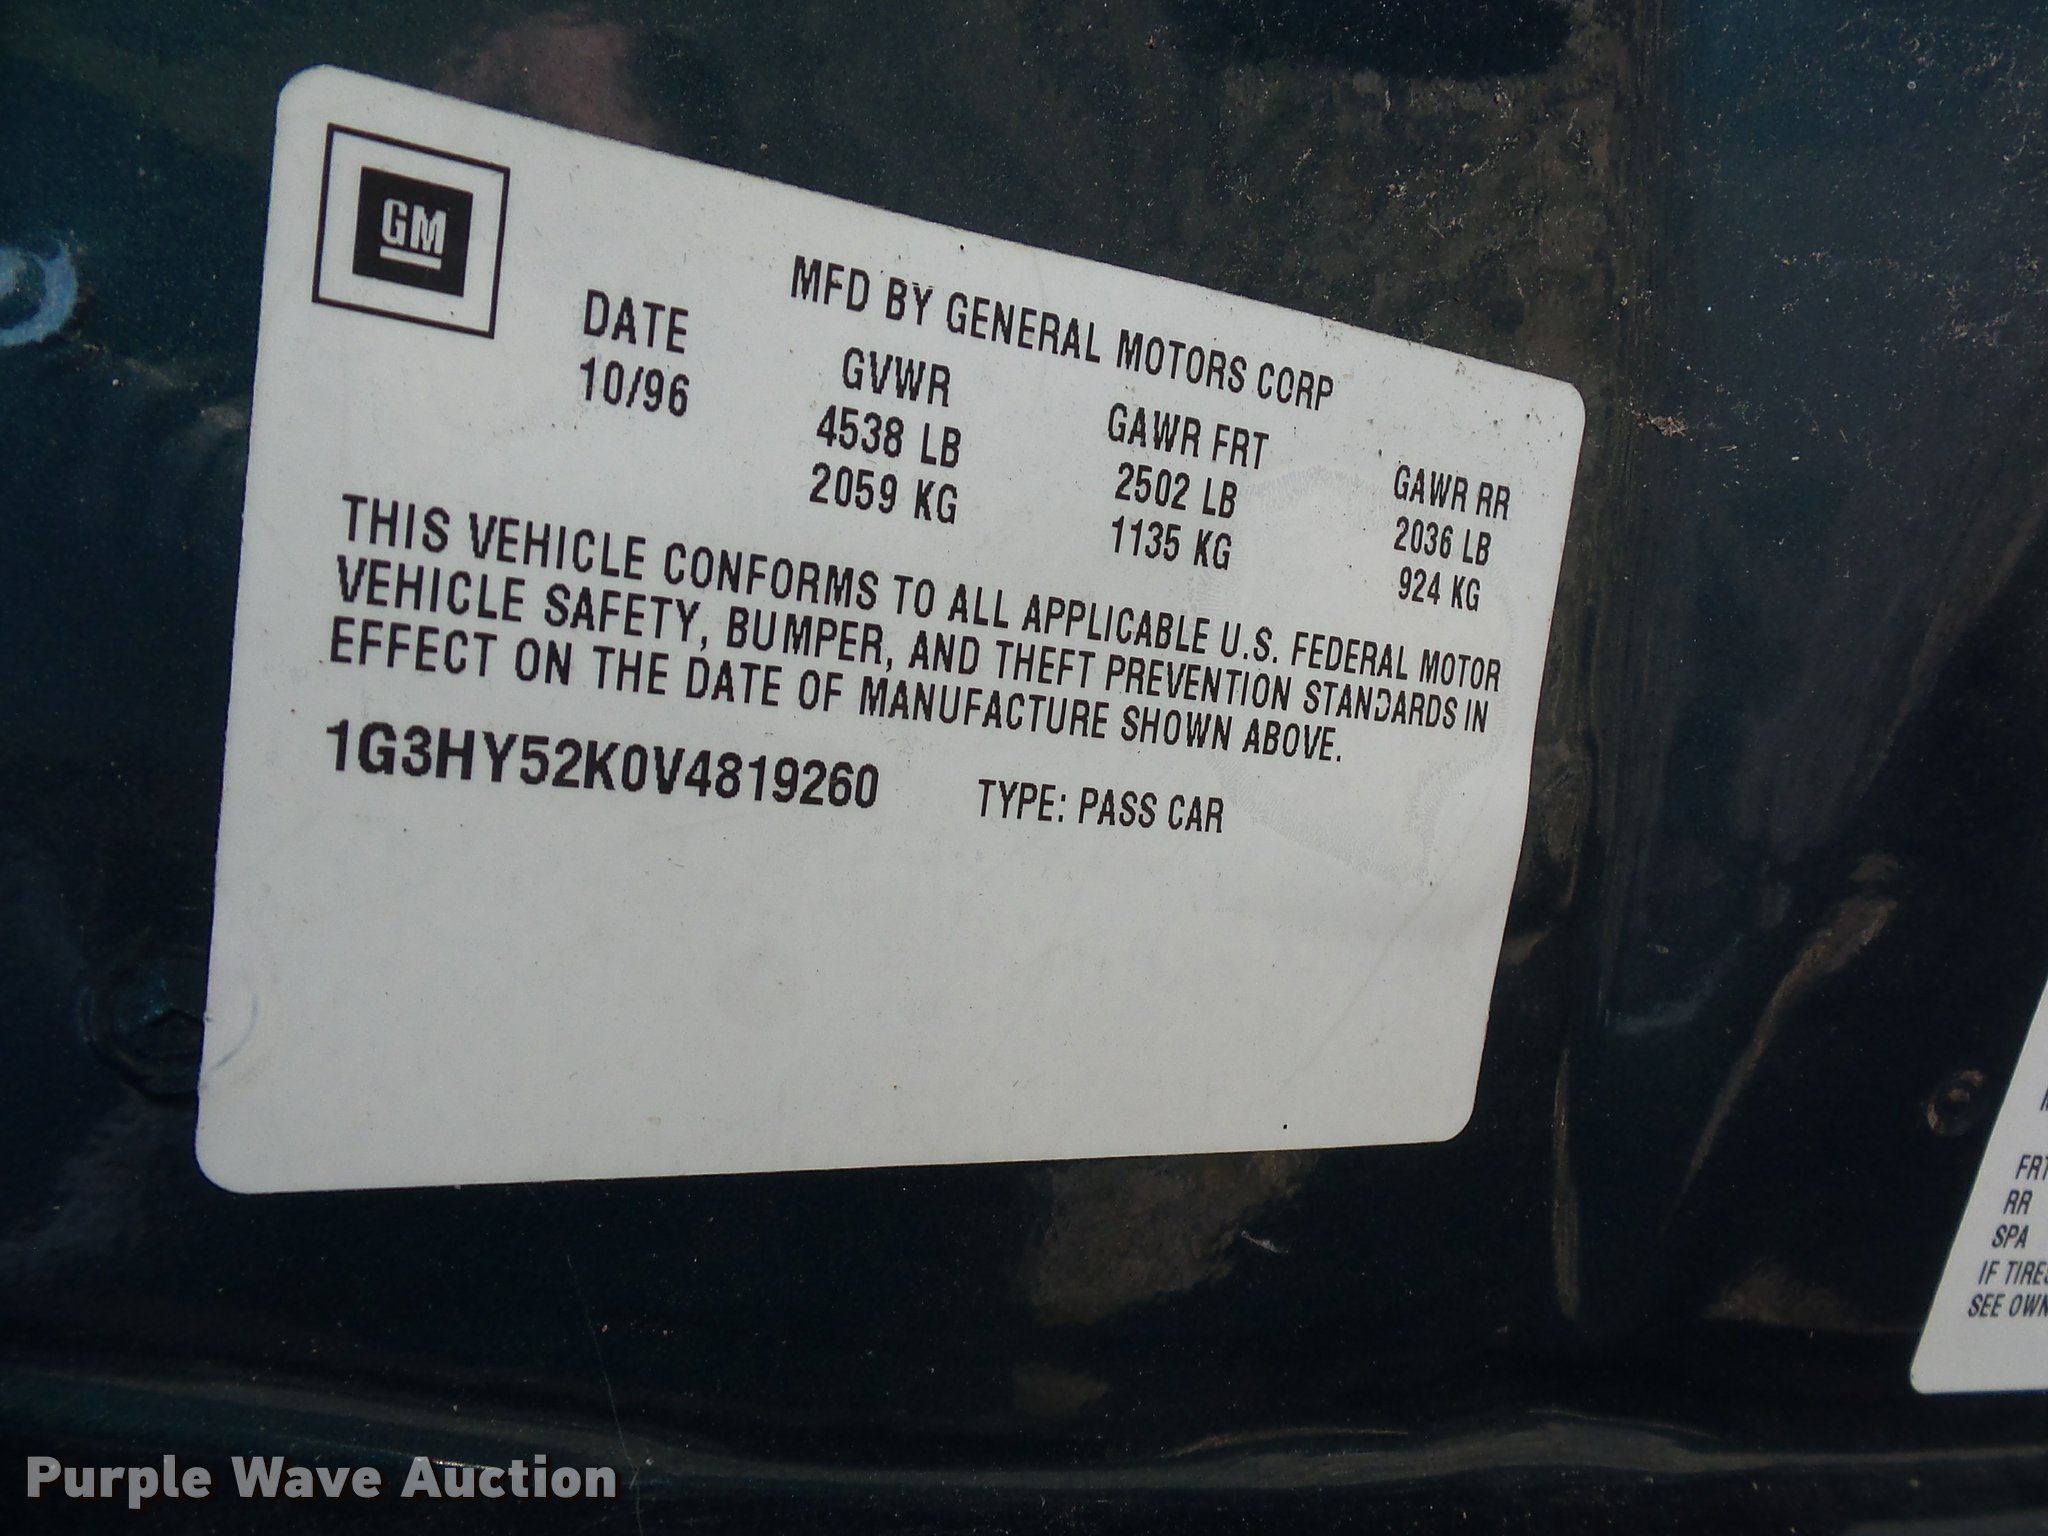 GM
MFD BY GENERAL MOTORS CORP
DATE GVWR GAWR FRT GAWR RR
10/96 4538 LB 2502 LB 2036 LB
2059 KG 1135 KG 924 KG
THIS VEHICLE CONFORMS TO ALL APPLICABLE U.S. FEDERAL MOTOR
VEHICLE SAFETY, BUMPER, AND THEFT PREVENTION STANDARDS IN
EFFECT ON THE DATE OF MANUFACTURE SHOWN ABOVE.
1G3HY52K0V4819260 TYPE: PASS CAR
FRT
RR
SPA
IF TIRES
SEE OWN
Purple Wave Auction